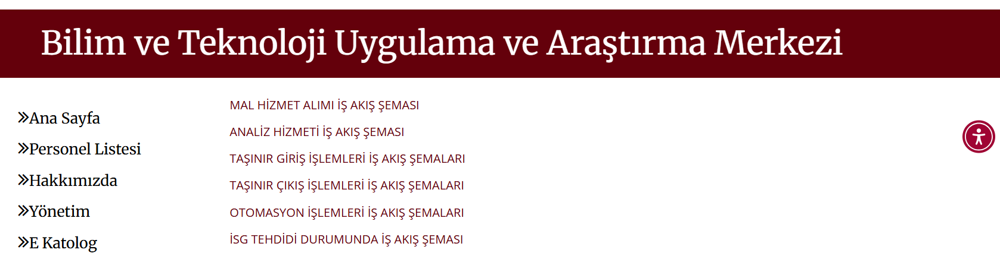 Bilim ve Teknoloji Uygulama ve Araştırma Merkezi
Ana Sayfa
Personel Listesi
Hakkımızda
Yönetim
E Katolog
MAL HİZMET ALIMI İŞ AKIŞ ŞEMASI
ANALİZ HİZMETİ İŞ AKIŞ ŞEMASI
TAŞINIR GİRİŞ İŞLEMLERİ İŞ AKIŞ ŞEMALARI
TAŞINIR ÇIKIŞ İŞLEMLERİ İŞ AKIŞ ŞEMALARI
OTOMASYON İŞLEMLERİ İŞ AKIŞ ŞEMALARI
İSG TEHDİDİ DURUMUNDA İŞ AKIŞ ŞEMASI